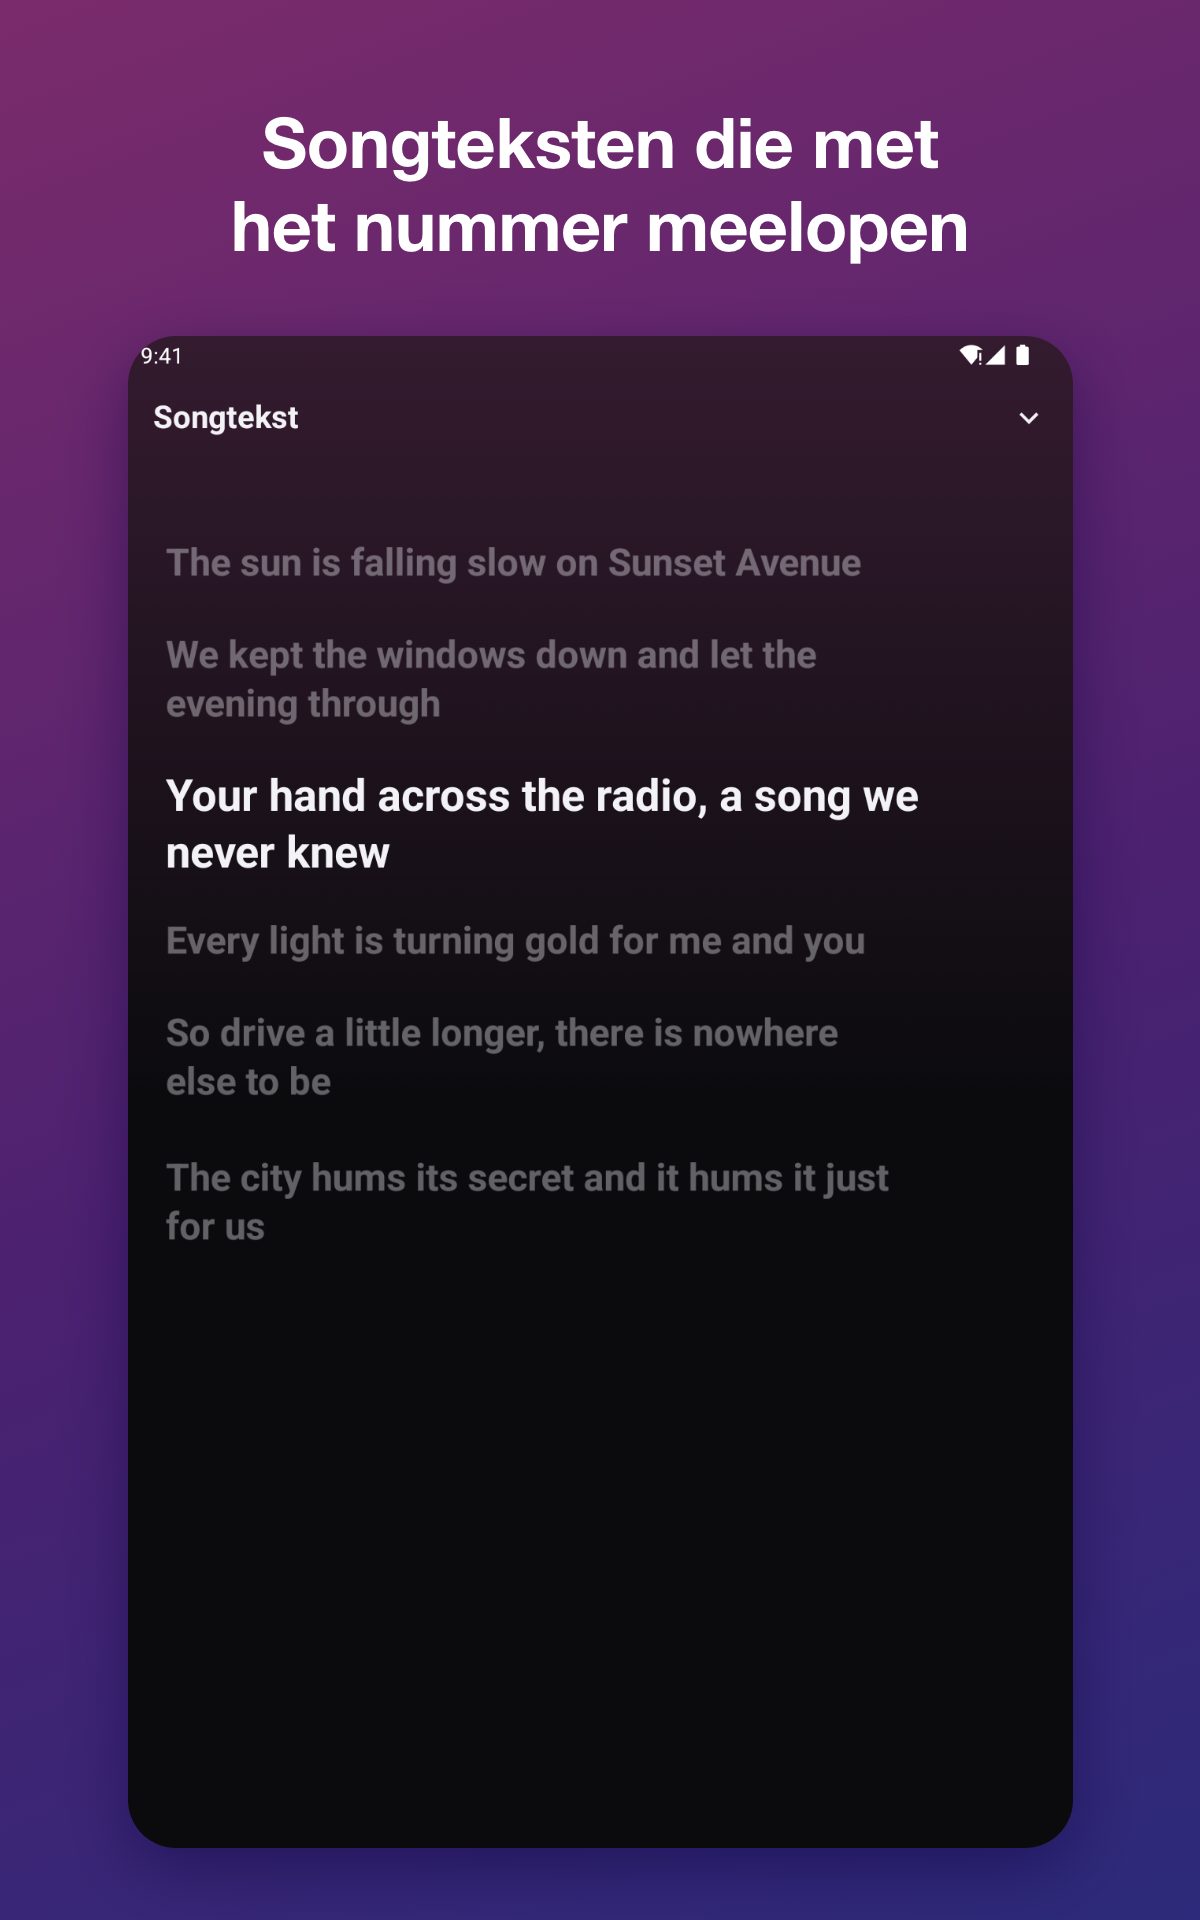 Songteksten die met
het nummer meelopen
9:41
Songtekst
The sun is falling slow on Sunset Avenue
We kept the windows down and let the
evening through
Your hand across the radio, a song we
never knew
Every light is turning gold for me and you
So drive a little longer, there is nowhere
else to be
The city hums its secret and it hums it just
for us